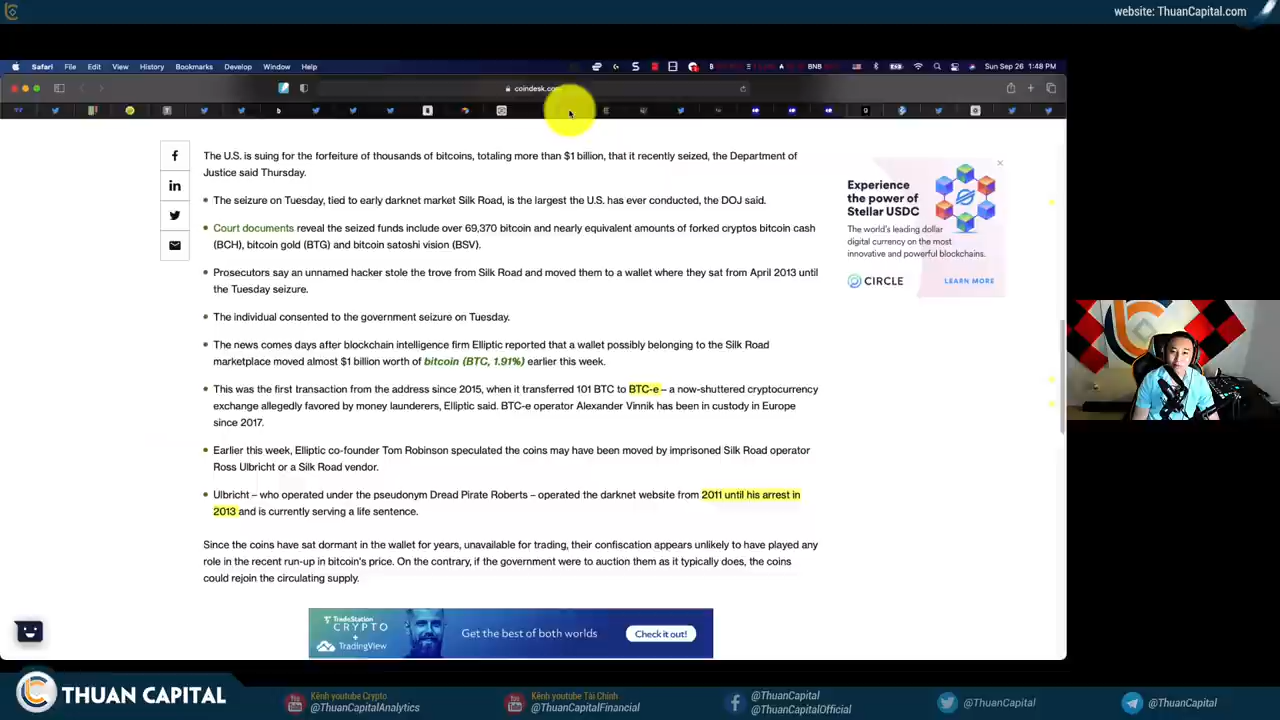 website: ThuanCapital.com
Safari File Edit View History Bookmarks Develop Window Help
BNB
Sun Sep 26 1:48 PM
The U.S. is suing for the forfeiture of thousands of bitcoins, totaling more than $1 billion, that it recently seized, the Department of
Justice said Thursday.
The seizure on Tuesday, tied to early darknet market Silk Road, is the largest the U.S. has ever conducted, the DOJ said.
Court documents reveal the seized funds include over 69,370 bitcoin and nearly equivalent amounts of forked cryptos bitcoin cash
(BCH), bitcoin gold (BTG) and bitcoin satoshi vision (BSV).
Prosecutors say an unnamed hacker stole the trove from Silk Road and moved them to a wallet where they sat from April 2013 until
the Tuesday seizure.
The individual consented to the government seizure on Tuesday.
The news comes days after blockchain intelligence firm Elliptic reported that a wallet possibly belonging to the Silk Road
marketplace moved almost $1 billion worth of bitcoin (BTC, 1.91%) earlier this week.
This was the first transaction from the address since 2015, when it transferred 101 BTC to BTC-e – a now-shuttered cryptocurrency
exchange allegedly favored by money launderers, Elliptic said. BTC-e operator Alexander Vinnik has been in custody in Europe
since 2017.
Earlier this week, Elliptic co-founder Tom Robinson speculated the coins may have been moved by imprisoned Silk Road operator
Ross Ulbricht or a Silk Road vendor.
Ulbricht – who operated under the pseudonym Dread Pirate Roberts – operated the darknet website from 2011 until his arrest in
2013 and is currently serving a life sentence.
Since the coins have sat dormant in the wallet for years, unavailable for trading, their confiscation appears unlikely to have played any
role in the recent run-up in bitcoin's price. On the contrary, if the government were to auction them as it typically does, the coins
could rejoin the circulating supply.
Experience
the power of
Stellar USDC
The world's leading dollar
digital currency on the most
innovative and powerful blockchains.
CIRCLE
LEARN MORE
TradeStation
CRYPTO
+
TradingView
Get the best of both worlds
Check it out!
THUAN CAPITAL
Kênh youtube Crypto
@ThuanCapitalAnalytics
Kênh youtube Tài Chính
@ThuanCapitalFinancial
@ThuanCapital
@ThuanCapitalOfficial
@ThuanCapital
@ThuanCapital